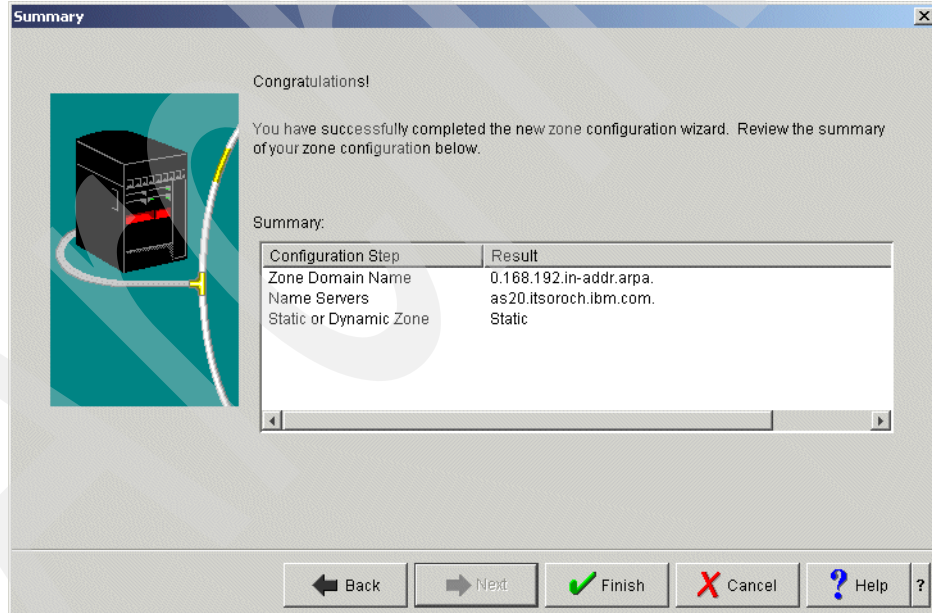 Summary
Congratulations!
You have successfully completed the new zone configuration wizard. Review the summary
of your zone configuration below.
Summary:
Configuration Step Result
Zone Domain Name 0.168.192.in-addr.arpa.
Name Servers as20.itsoroch.ibm.com.
Static or Dynamic Zone Static
Back Next Finish Cancel ? Help ?